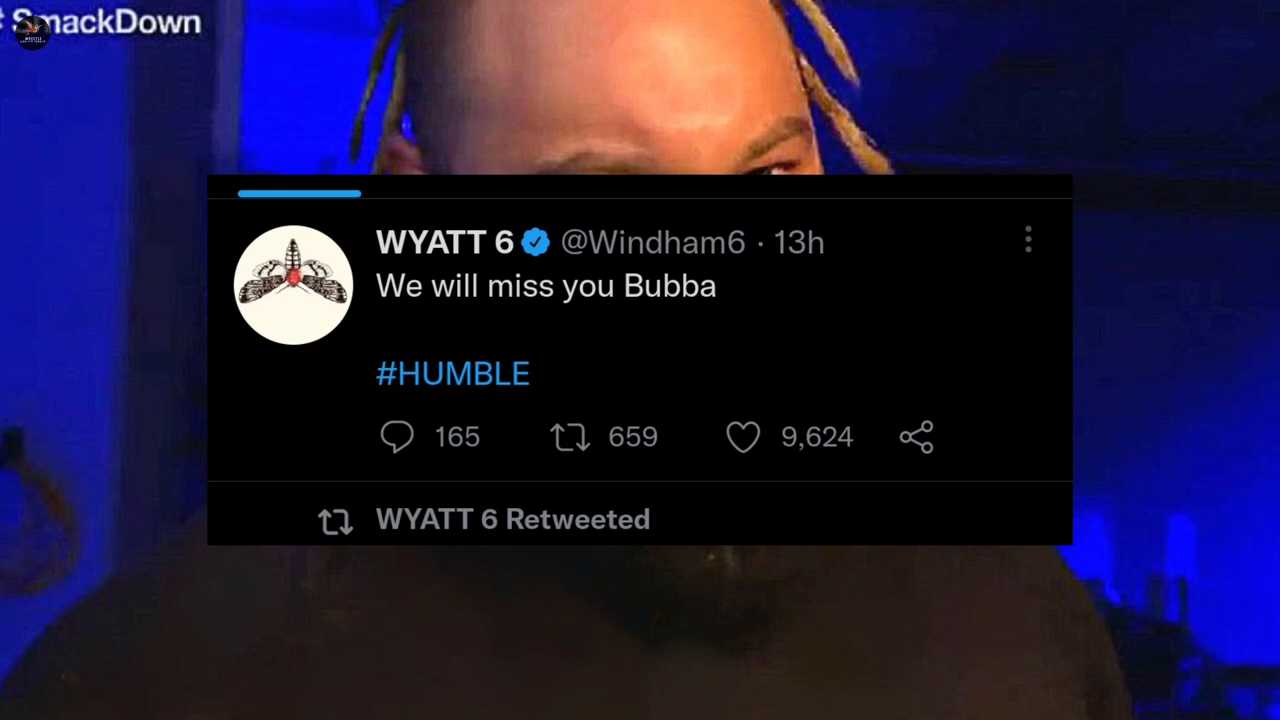 # SmackDown
WYATT 6 @Windham6 · 13h
We will miss you Bubba
#HUMBLE
165 659 9,624
WYATT 6 Retweeted